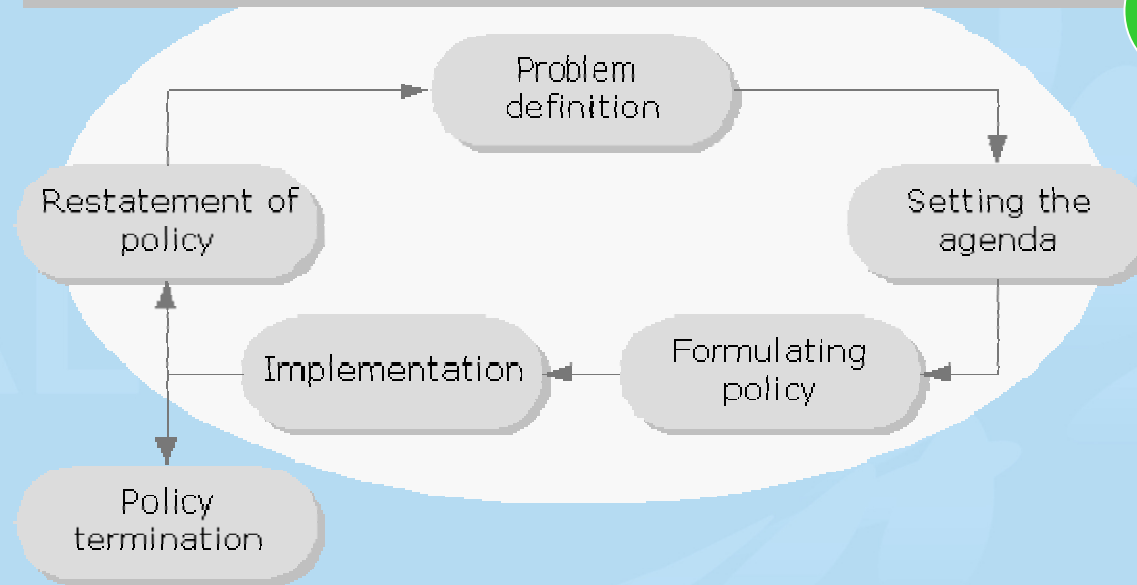 Problem
definition
Setting the
agenda
Formulating
policy
Implementation
Restatement of
policy
Policy
termination